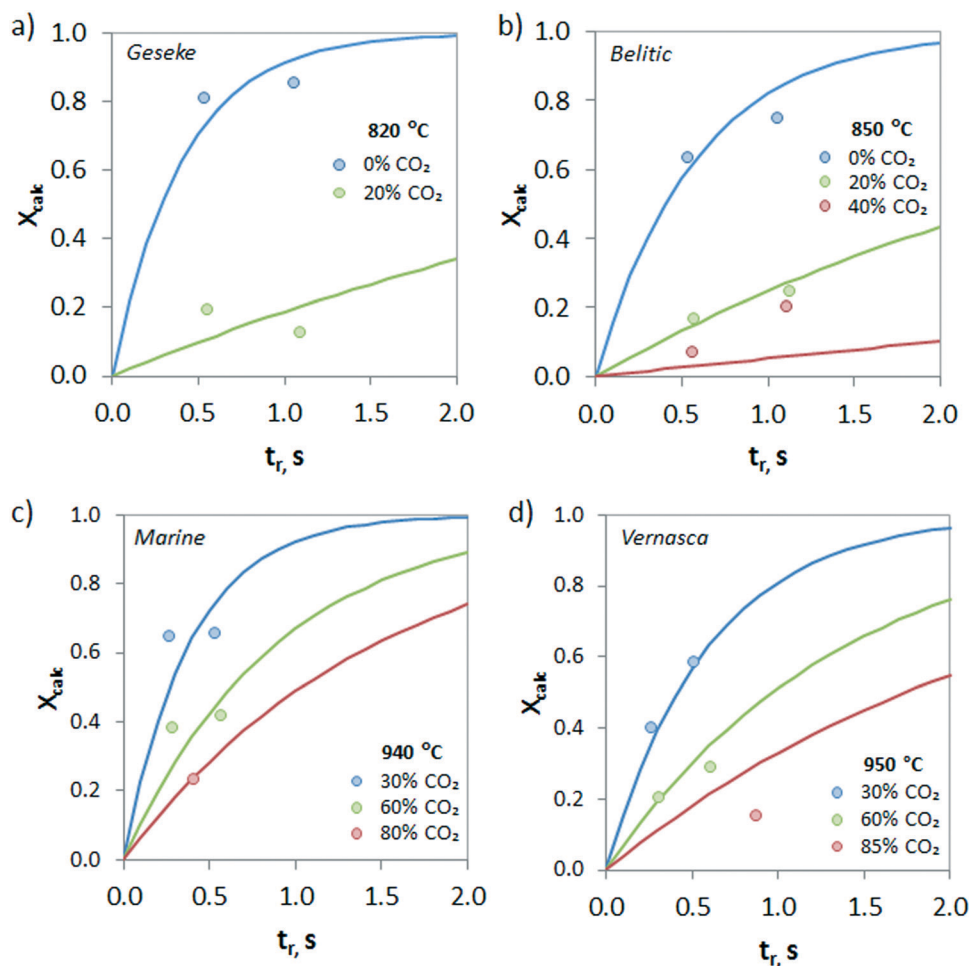 a)
Geseke
820 °C
0% CO₂
20% CO₂
1.0
0.8
0.6
0.4
0.2
0.0
X calc
0.0 0.5 1.0 1.5 2.0
tr, s
b)
Belitic
850 °C
0% CO₂
20% CO₂
40% CO₂
1.0
0.8
0.6
0.4
0.2
0.0
X calc
0.0 0.5 1.0 1.5 2.0
tr, s
c)
Marine
940 °C
30% CO₂
60% CO₂
80% CO₂
1.0
0.8
0.6
0.4
0.2
0.0
X calc
0.0 0.5 1.0 1.5 2.0
tr, s
d)
Vernasca
950 °C
30% CO₂
60% CO₂
85% CO₂
1.0
0.8
0.6
0.4
0.2
0.0
X calc
0.0 0.5 1.0 1.5 2.0
tr, s